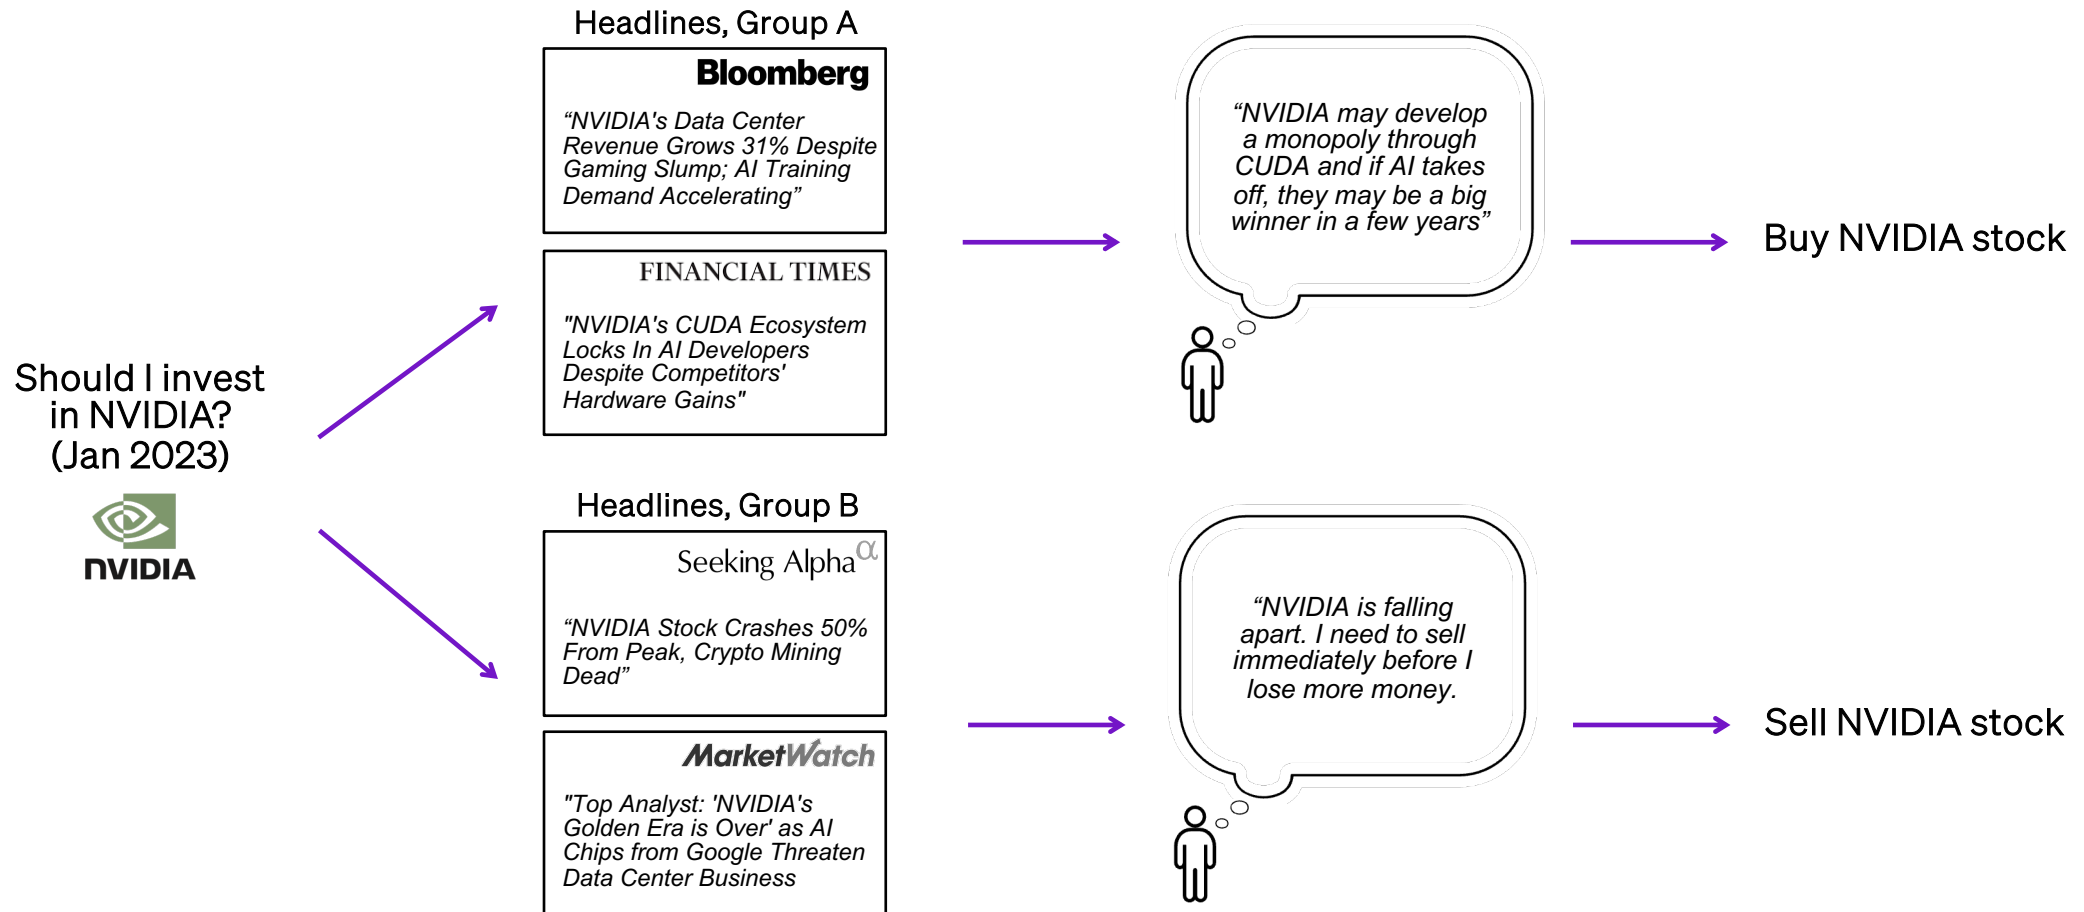 Should I invest
in NVIDIA?
(Jan 2023)
NVIDIA
Headlines, Group A
Bloomberg
“NVIDIA's Data Center
Revenue Grows 31% Despite
Gaming Slump; AI Training
Demand Accelerating”
FINANCIAL TIMES
"NVIDIA's CUDA Ecosystem
Locks In AI Developers
Despite Competitors'
Hardware Gains"
“NVIDIA may develop
a monopoly through
CUDA and if AI takes
off, they may be a big
winner in a few years”
Buy NVIDIA stock
Headlines, Group B
Seeking Alpha α
“NVIDIA Stock Crashes 50%
From Peak, Crypto Mining
Dead”
MarketWatch
"Top Analyst: 'NVIDIA's
Golden Era is Over' as AI
Chips from Google Threaten
Data Center Business
“NVIDIA is falling
apart. I need to sell
immediately before I
lose more money.
Sell NVIDIA stock